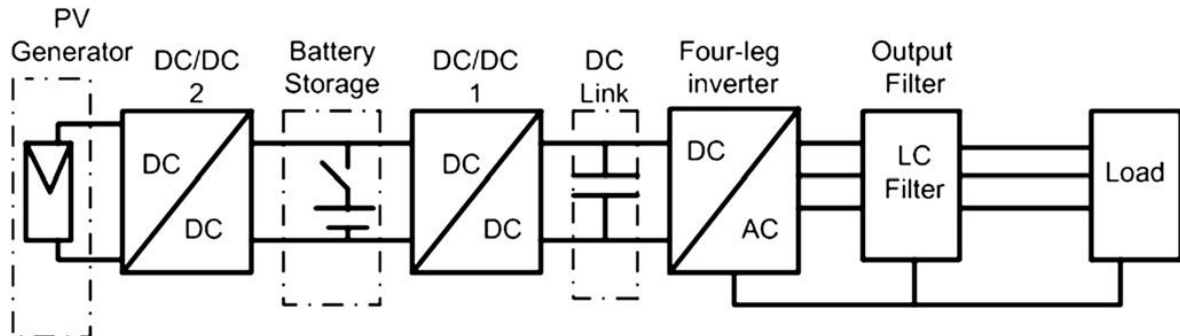 PV
Generator
DC/DC
2
Battery
Storage
DC/DC
1
DC
Link
Four-leg
inverter
Output
Filter
DC
DC
DC
DC
DC
AC
LC
Filter
Load